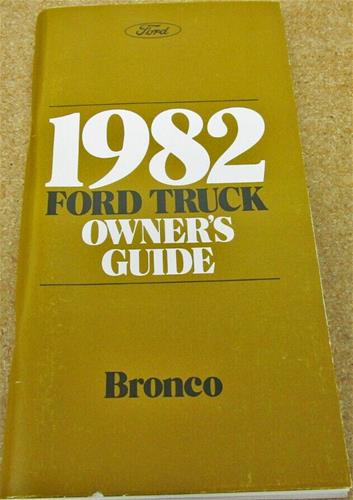 Ford
1982
FORD TRUCK
OWNER'S
GUIDE
Bronco